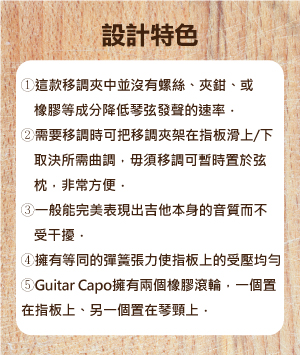 設計特色
①這款移調夾中並沒有螺絲、夾鉗、或
橡膠等成分降低琴弦發聲的速率．
②需要移調時可把移調夾架在指板滑上/下
取決所需曲調．毋須移調可暫時置於弦
枕．非常方便．
③一般能完美表現出吉他本身的音質而不
受干擾．
④擁有等同的彈簧張力使指板上的受壓均勻
⑤Guitar Capo擁有兩個橡膠滾輪．一個置
在指板上、另一個置在琴頸上．